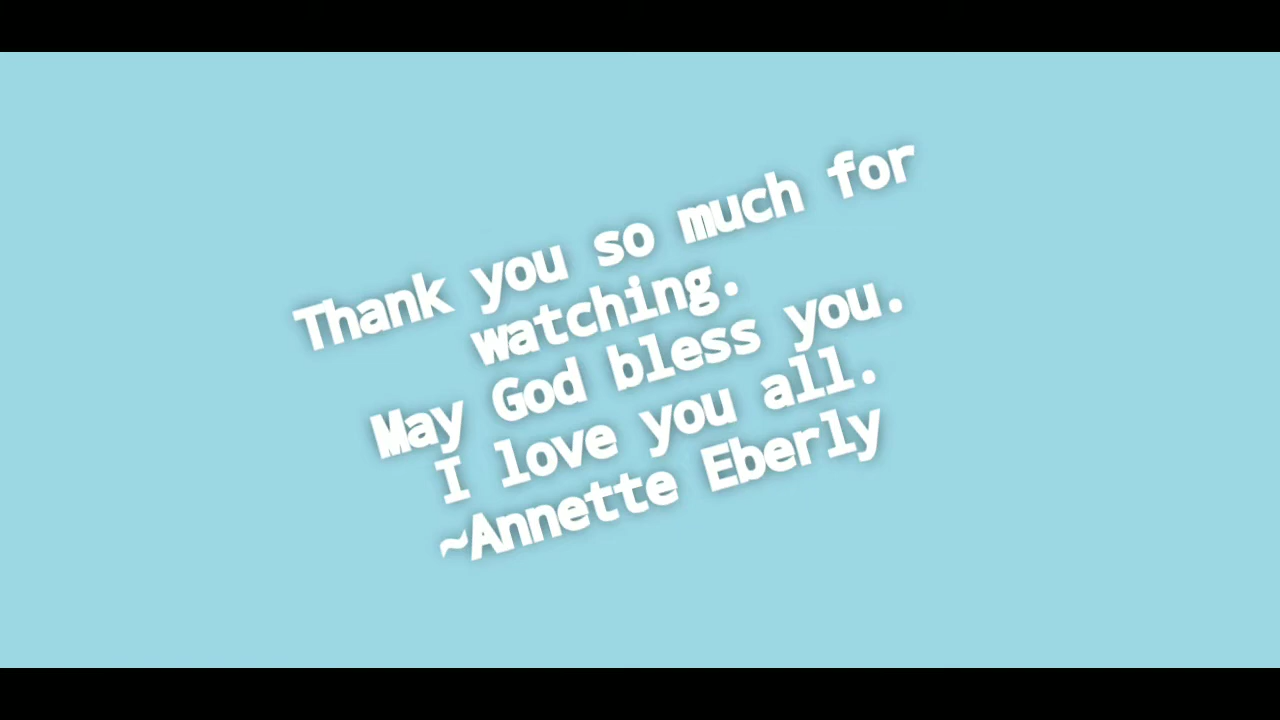 Thank you so much for
watching.
May God bless you.
I love you all.
~Annette Eberly